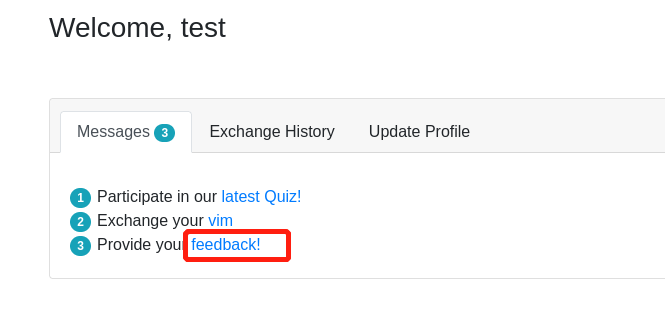 Welcome, test
Messages 3 Exchange History Update Profile
1 Participate in our latest Quiz!
2 Exchange your vim
3 Provide your feedback!